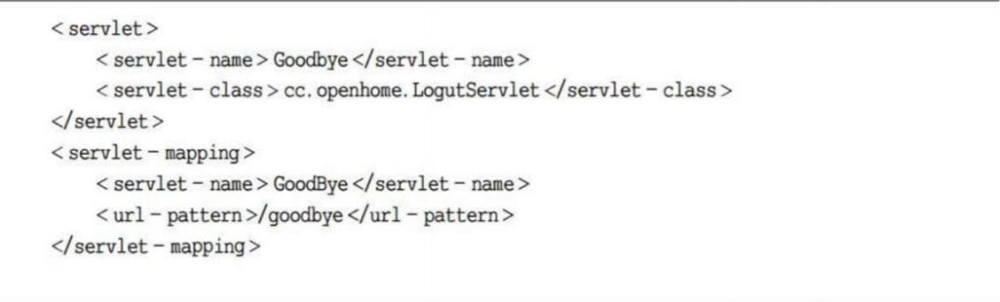 <servlet>
<servlet-name>Goodbye</servlet-name>
<servlet-class>cc.openhome.LogutServlet</servlet-class>
</servlet>
<servlet-mapping>
<servlet-name>GoodBye</servlet-name>
<url-pattern>/goodbye</url-pattern>
</servlet-mapping>